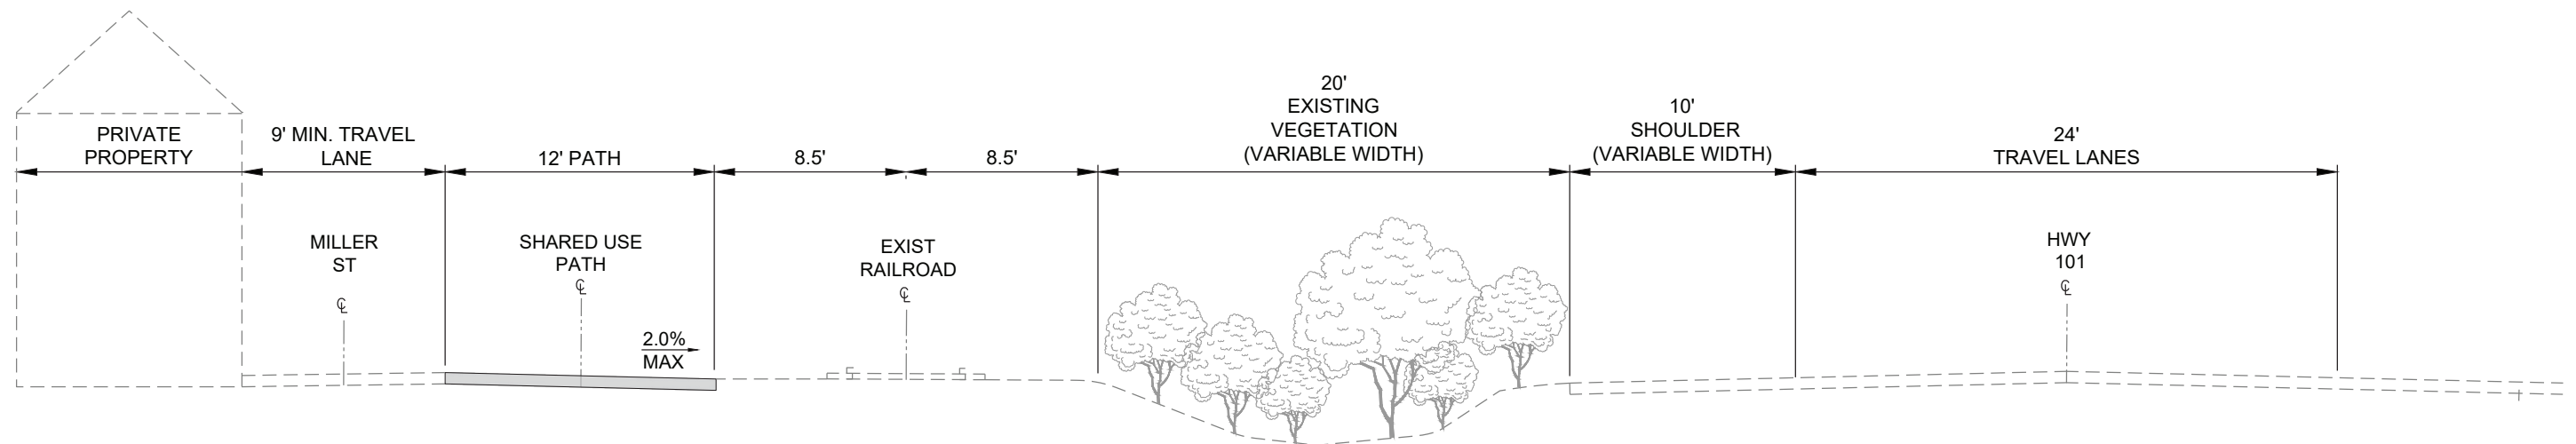 PRIVATE
PROPERTY
9' MIN. TRAVEL
LANE
12' PATH
8.5'
8.5'
20'
EXISTING
VEGETATION
(VARIABLE WIDTH)
10'
SHOULDER
(VARIABLE WIDTH)
24'
TRAVEL LANES
MILLER
ST
℄
SHARED USE
PATH
℄
2.0%
MAX
EXIST
RAILROAD
℄
HWY
101
℄